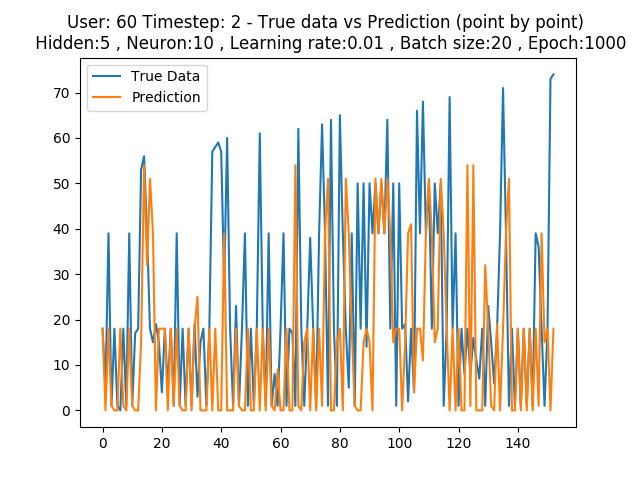 User: 60 Timestep: 2 - True data vs Prediction (point by point)
Hidden:5 , Neuron:10 , Learning rate:0.01 , Batch size:20 , Epoch:1000
True Data
Prediction
70
60
50
40
30
20
10
0
0 20 40 60 80 100 120 140